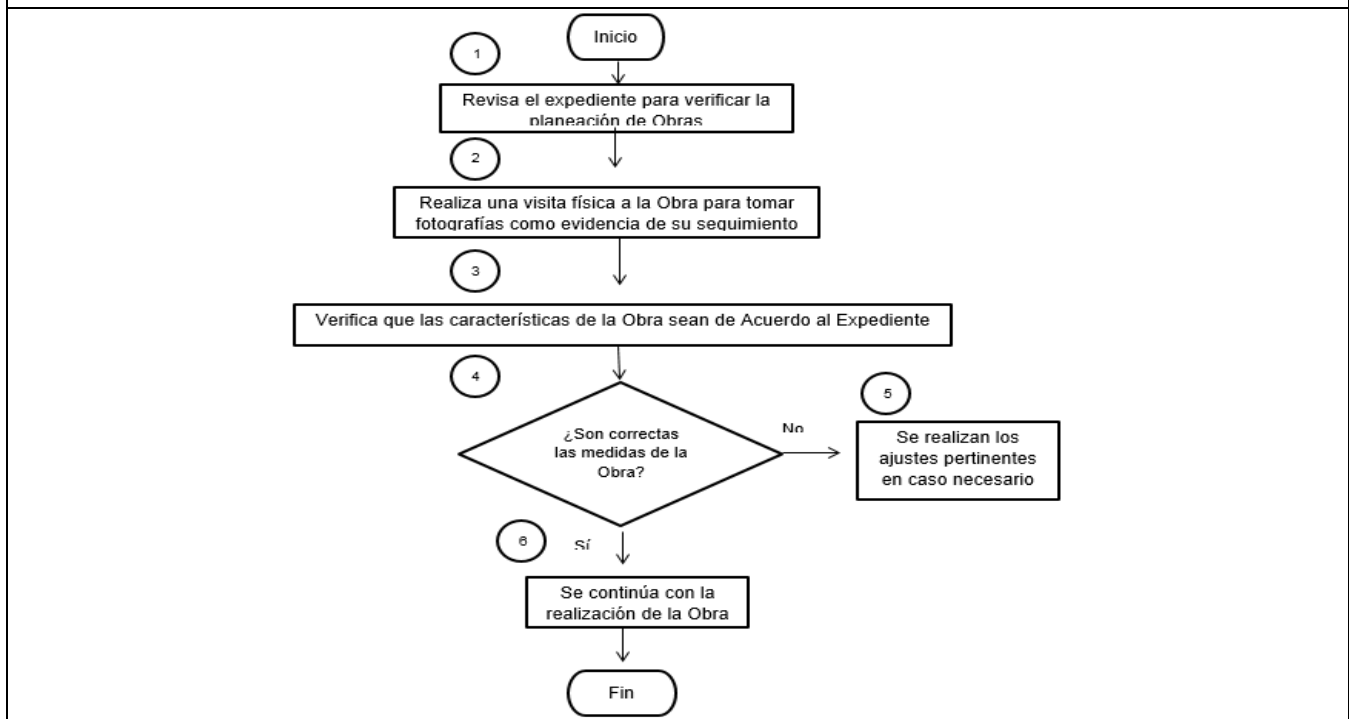 Inicio
1
Revisa el expediente para verificar la
planeación de Obras
2
Realiza una visita física a la Obra para tomar
fotografías como evidencia de su seguimiento
3
Verifica que las características de la Obra sean de Acuerdo al Expediente
4
¿Son correctas
las medidas de la
Obra?
No
5
Se realizan los
ajustes pertinentes
en caso necesario
6
Sí
Se continúa con la
realización de la Obra
Fin